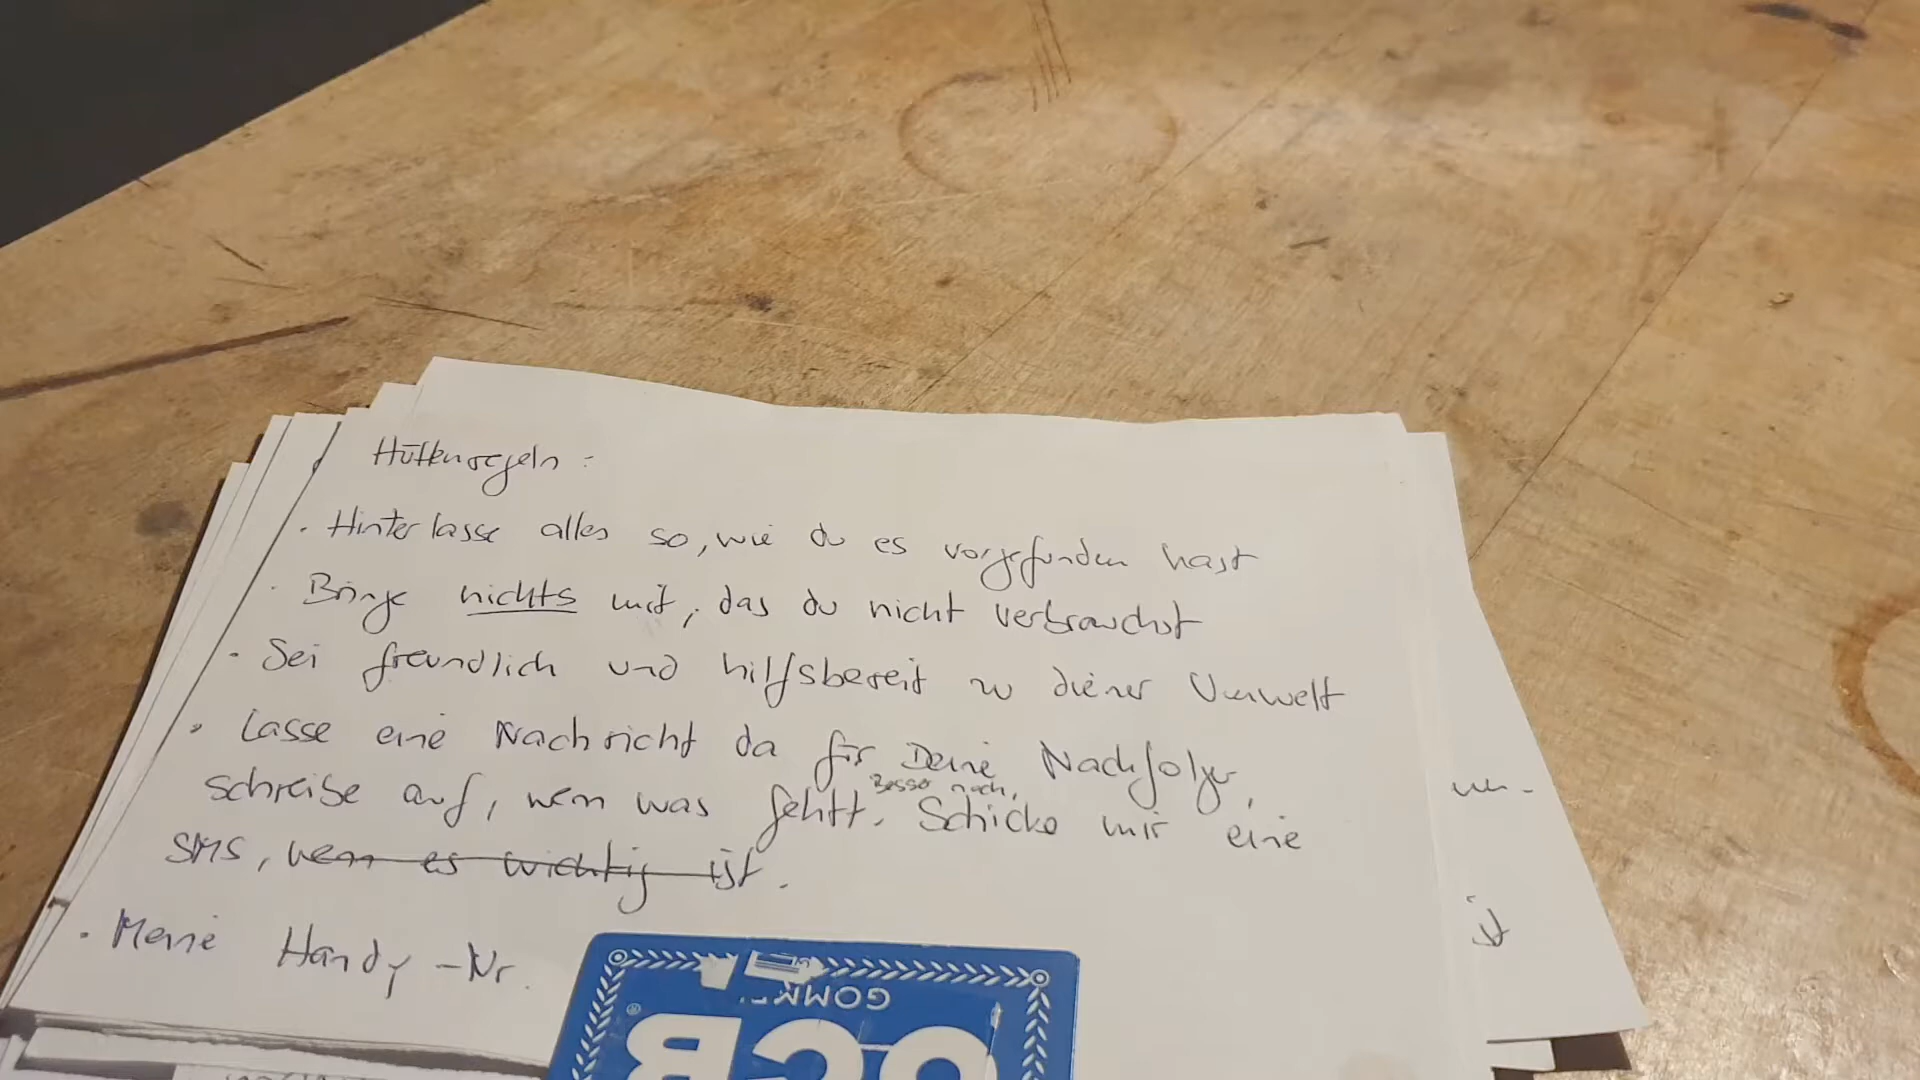 Hüttenregeln :
· Hinterlasse alles so, wie du es vorgefunden hast
· Bringe nichts mit, das du nicht verbrauchst
· Sei freundlich und hilfsbereit zu deiner Umwelt
· Lasse eine Nachricht da für Deine Nachfolger,
schreibe auf, wenn was fehlt. Besser noch, Schicke mir eine
SMS, wenn es wichtig ist.
· Meine Handy-Nr.
ist
OCB